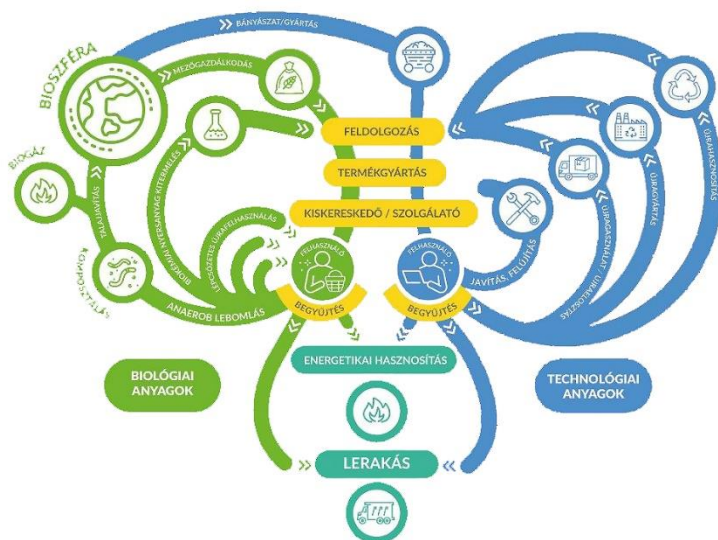 BÁNYÁSZAT/GYÁRTÁS
BIOSZFÉRA
MEZŐGAZDÁLKODÁS
FELDOLGOZÁS
TERMÉKGYÁRTÁS
KISKERESKEDŐ / SZOLGÁLATÓ
BIOGÁZ
TALAJJAVÍTÁS
BIOKÉMIAI NYERSANYAG KITERMELÉS
LÉPCSŐZETES ÚJRAFELHASZNÁLÁS
KOMPOSZTÁLÁS
ANAEROB LEBOMLÁS
FELHASZNÁLÓ
BEGYŰJTÉS
FELHASZNÁLÓ
BEGYŰJTÉS
JAVÍTÁS, FELÚJÍTÁS
ÚJRAHASZNÁLAT / ÚJRAELOSZTÁS
ÚJRAGYÁRTÁS
ÚJRAHASZNOSÍTÁS
ENERGETIKAI HASZNOSÍTÁS
BIOLÓGIAI
ANYAGOK
TECHNOLÓGIAI
ANYAGOK
LERAKÁS